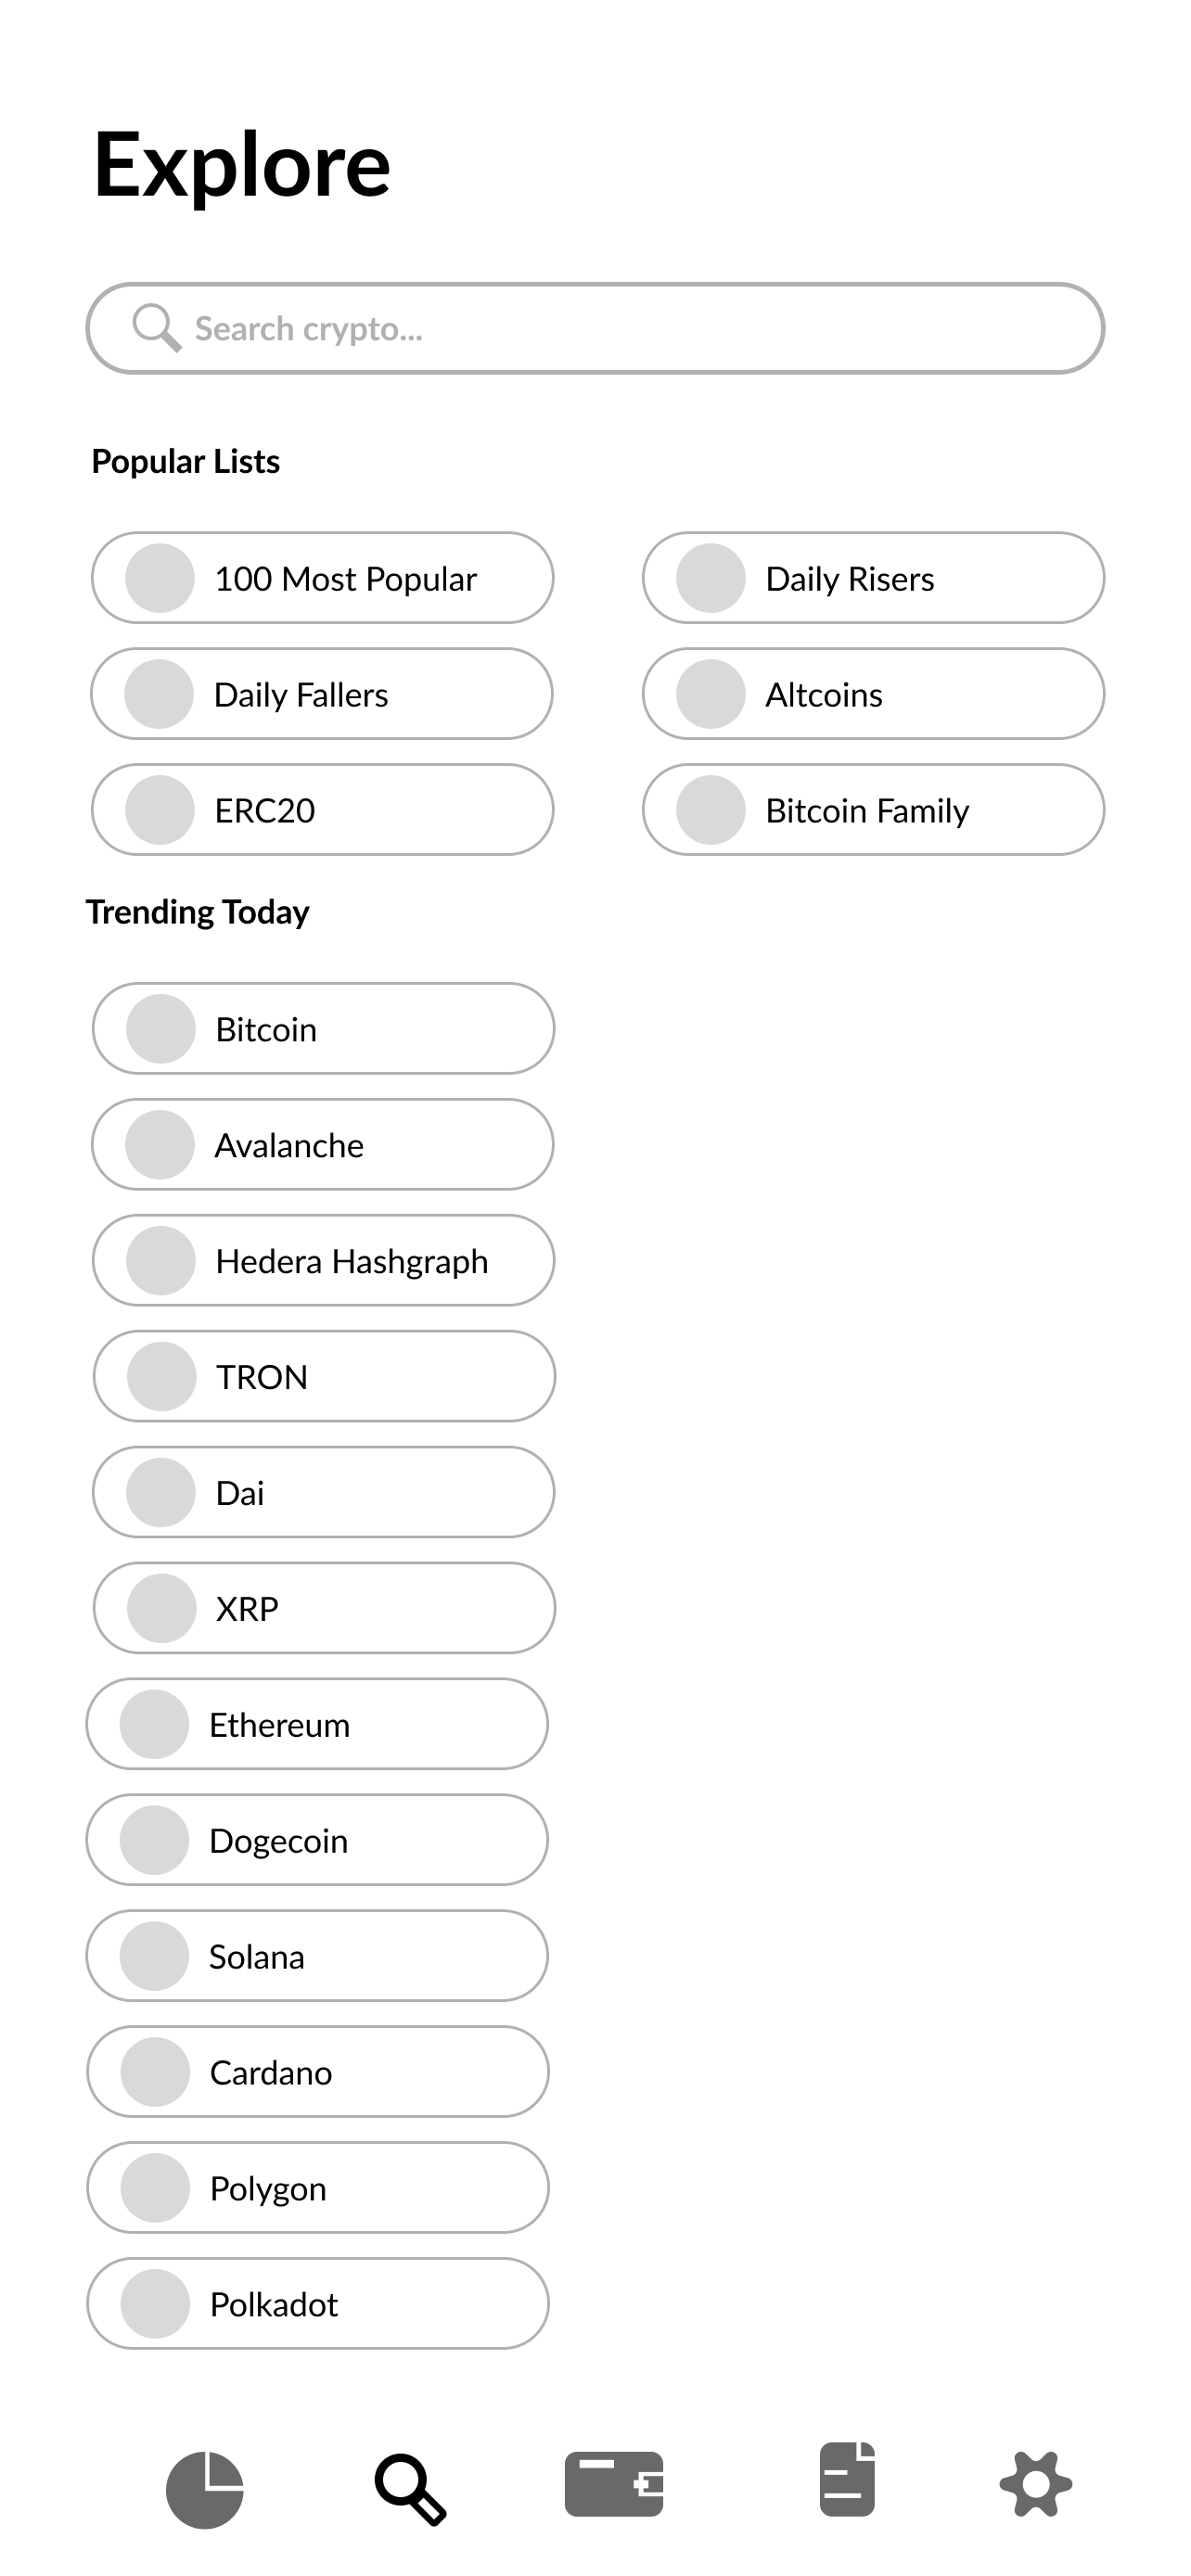 Explore
Search crypto...
Popular Lists
100 Most Popular
Daily Risers
Daily Fallers
Altcoins
ERC20
Bitcoin Family
Trending Today
Bitcoin
Avalanche
Hedera Hashgraph
TRON
Dai
XRP
Ethereum
Dogecoin
Solana
Cardano
Polygon
Polkadot